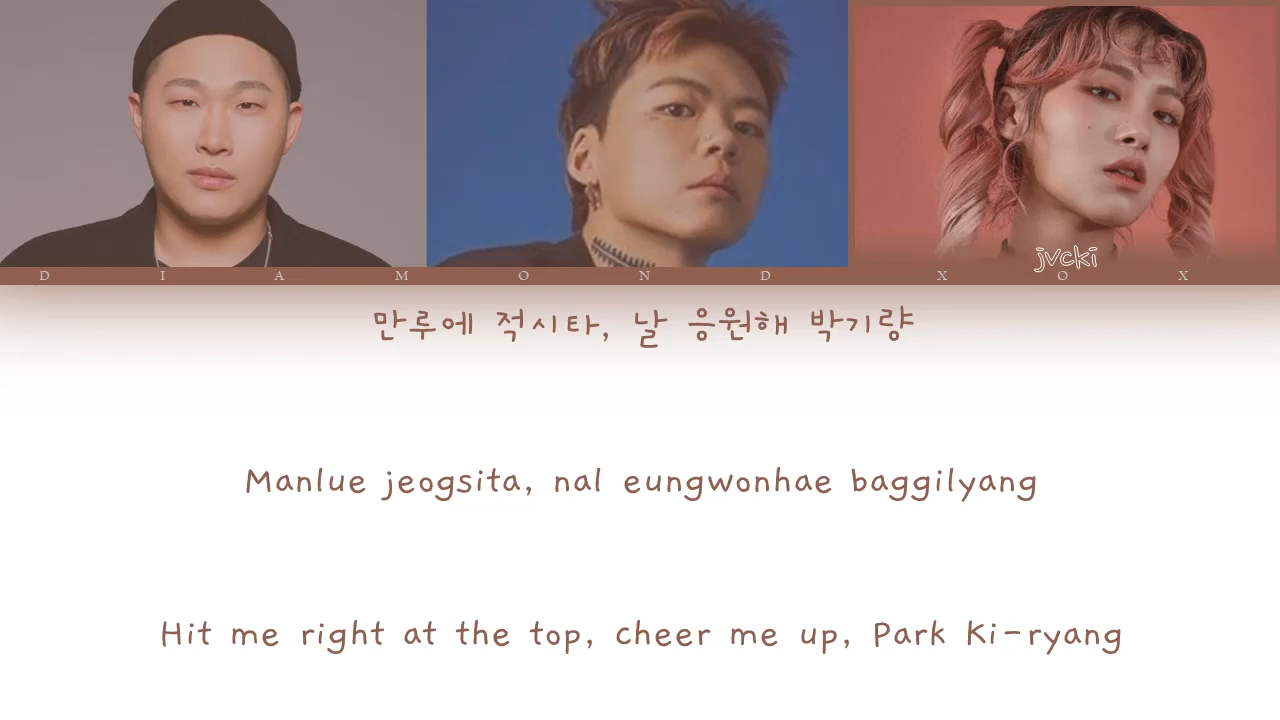 jvcki
D I A M O N D X O X
만루에 적시타, 날 응원해 박기량
Manlue jeogsita, nal eungwonhae baggilyang
Hit me right at the top, cheer me up, Park Ki-ryang